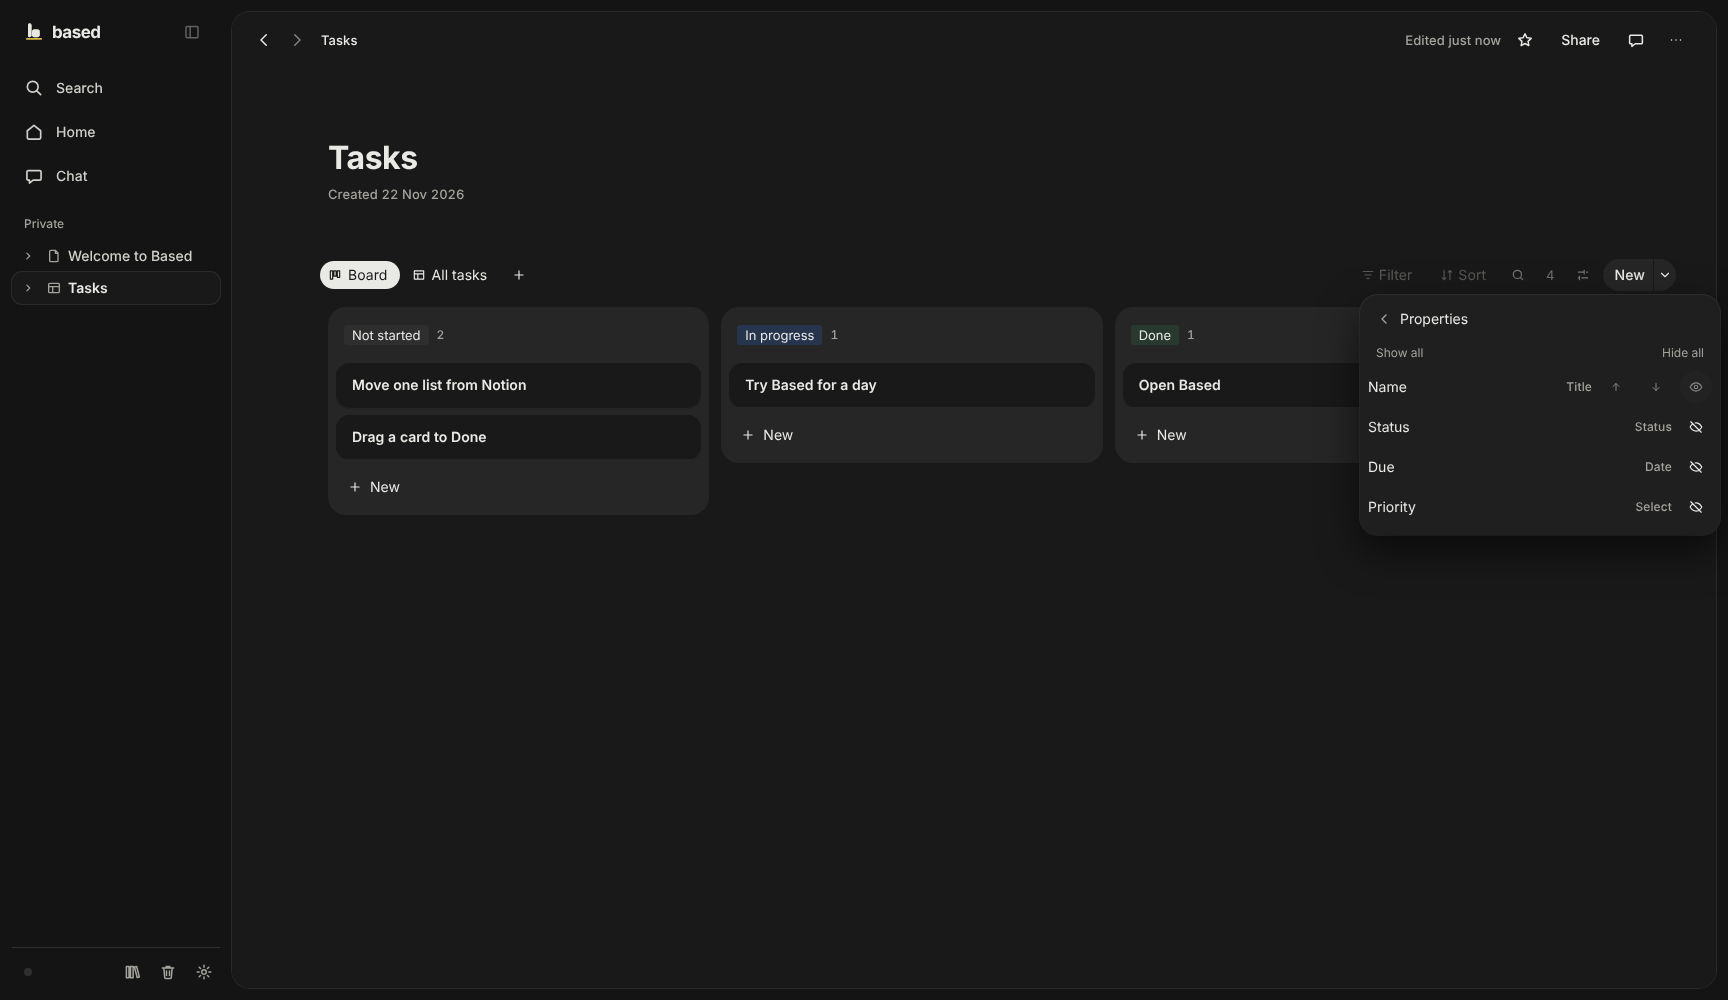 based
Search
Home
Chat
Private
Welcome to Based
Tasks
Tasks
Edited just now
Share
Tasks
Created 22 Nov 2026
Board
All tasks
Filter
Sort
4
New
Not started 2
Move one list from Notion
Drag a card to Done
New
In progress 1
Try Based for a day
New
Done 1
Open Based
New
Properties
Show all
Hide all
Name Title
Status Status
Due Date
Priority Select